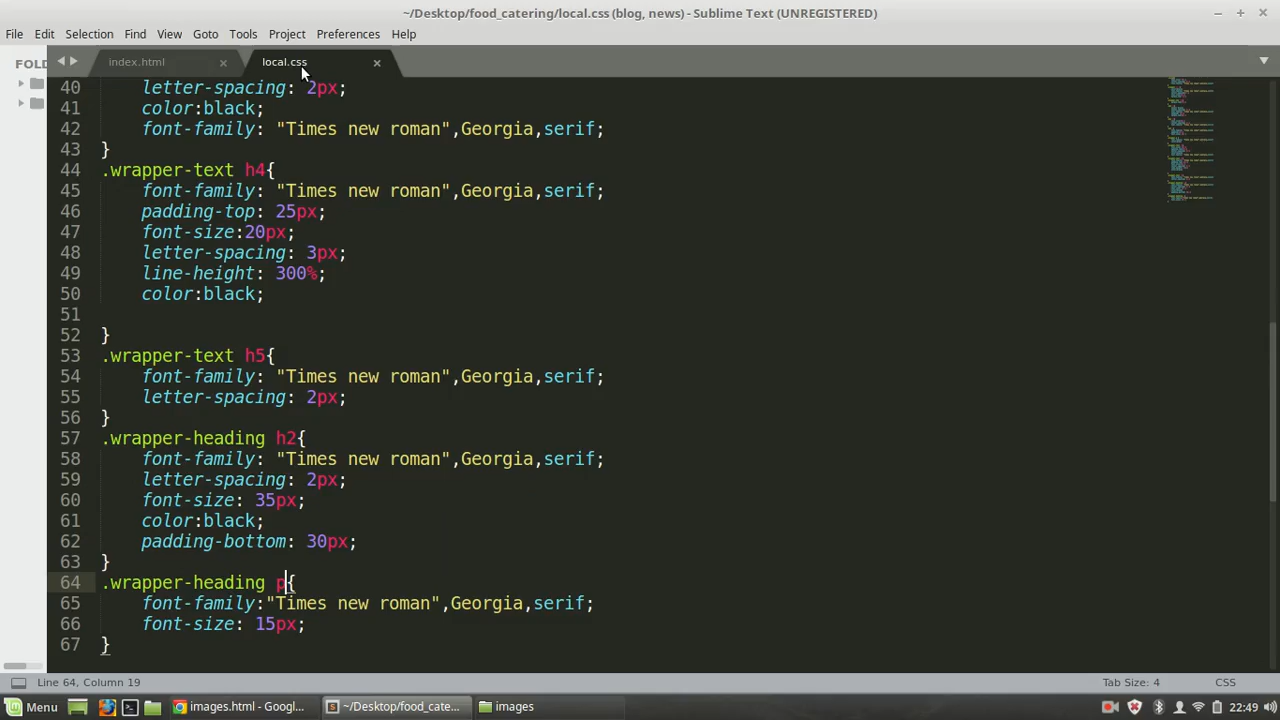 ~/Desktop/food_catering/local.css (blog, news) - Sublime Text (UNREGISTERED)
File Edit Selection Find View Goto Tools Project Preferences Help
FOLD
index.html
local.css
40 letter-spacing: 2px;
41 color:black;
42 font-family: "Times new roman",Georgia,serif;
43 }
44 .wrapper-text h4{
45 font-family: "Times new roman",Georgia,serif;
46 padding-top: 25px;
47 font-size:20px;
48 letter-spacing: 3px;
49 line-height: 300%;
50 color:black;
51
52 }
53 .wrapper-text h5{
54 font-family: "Times new roman",Georgia,serif;
55 letter-spacing: 2px;
56 }
57 .wrapper-heading h2{
58 font-family: "Times new roman",Georgia,serif;
59 letter-spacing: 2px;
60 font-size: 35px;
61 color:black;
62 padding-bottom: 30px;
63 }
64 .wrapper-heading p{
65 font-family:"Times new roman",Georgia,serif;
66 font-size: 15px;
67 }
Line 64, Column 19
Tab Size: 4
CSS
Menu
images.html - Googl...
~/Desktop/food_cate...
images
22:49